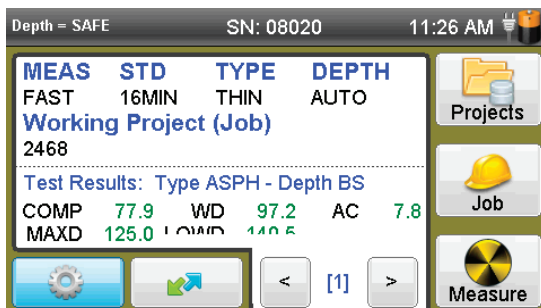 Depth = SAFE SN: 08020 11:26 AM
MEAS STD TYPE DEPTH
FAST 16MIN THIN AUTO
Working Project (Job)
2468
Test Results: Type ASPH - Depth BS
COMP 77.9 WD 97.2 AC 7.8
MAXD 125.0
Projects
Job
Measure
< [1] >